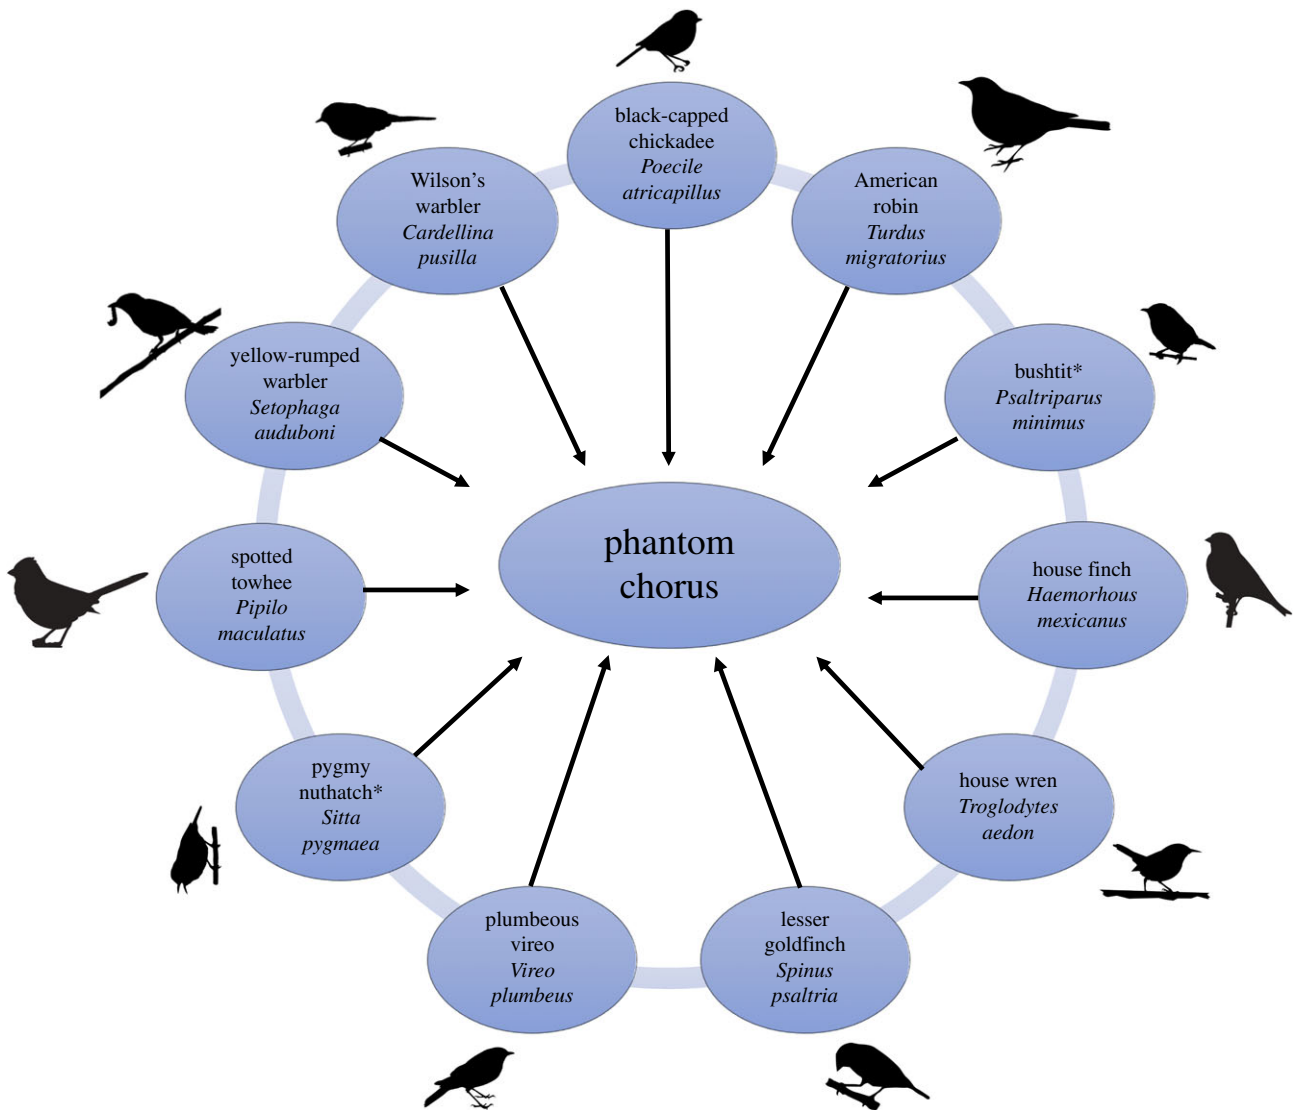 black-capped
chickadee
Poecile
atricapillus
American
robin
Turdus
migratorius
bushtit*
Psaltriparus
minimus
house finch
Haemorhous
mexicanus
house wren
Troglodytes
aedon
lesser
goldfinch
Spinus
psaltria
plumbeous
vireo
Vireo
plumbeus
pygmy
nuthatch*
Sitta
pygmaea
spotted
towhee
Pipilo
maculatus
yellow-rumped
warbler
Setophaga
auduboni
Wilson’s
warbler
Cardellina
pusilla
phantom
chorus